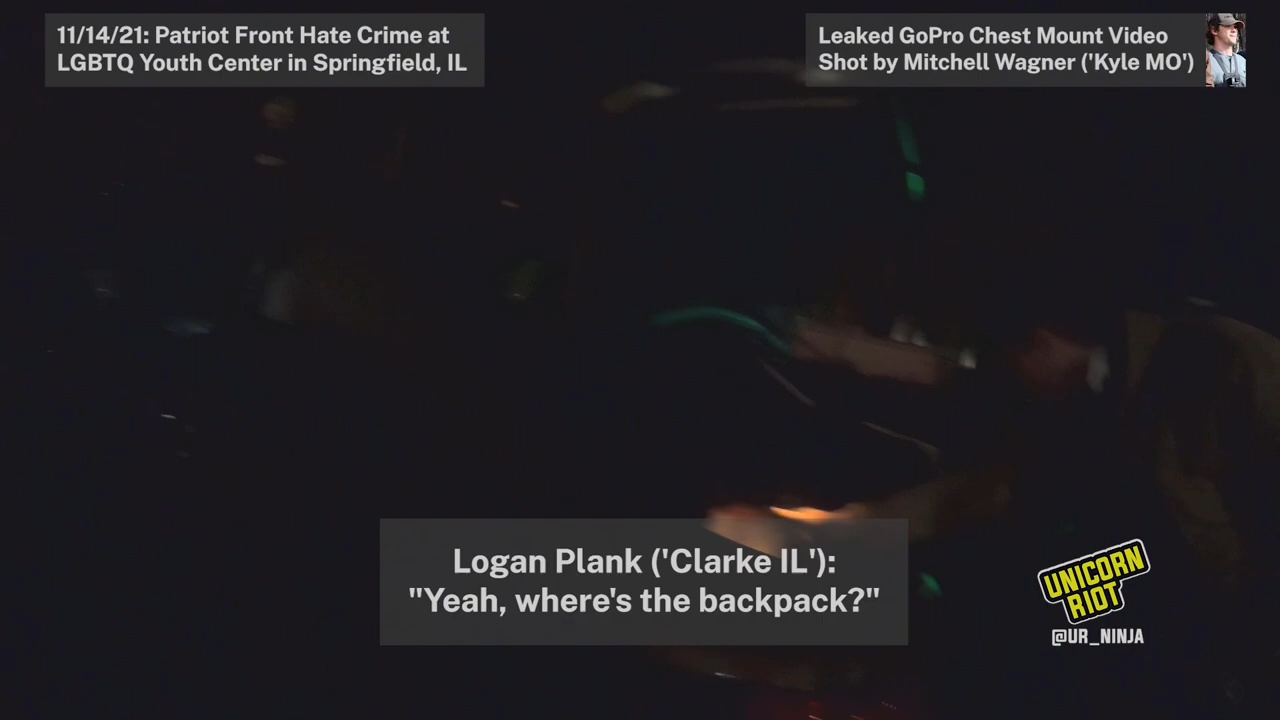 11/14/21: Patriot Front Hate Crime at
LGBTQ Youth Center in Springfield, IL
Leaked GoPro Chest Mount Video
Shot by Mitchell Wagner ('Kyle MO')
Logan Plank ('Clarke IL'):
"Yeah, where's the backpack?"
UNICORN
RIOT
@UR_NINJA